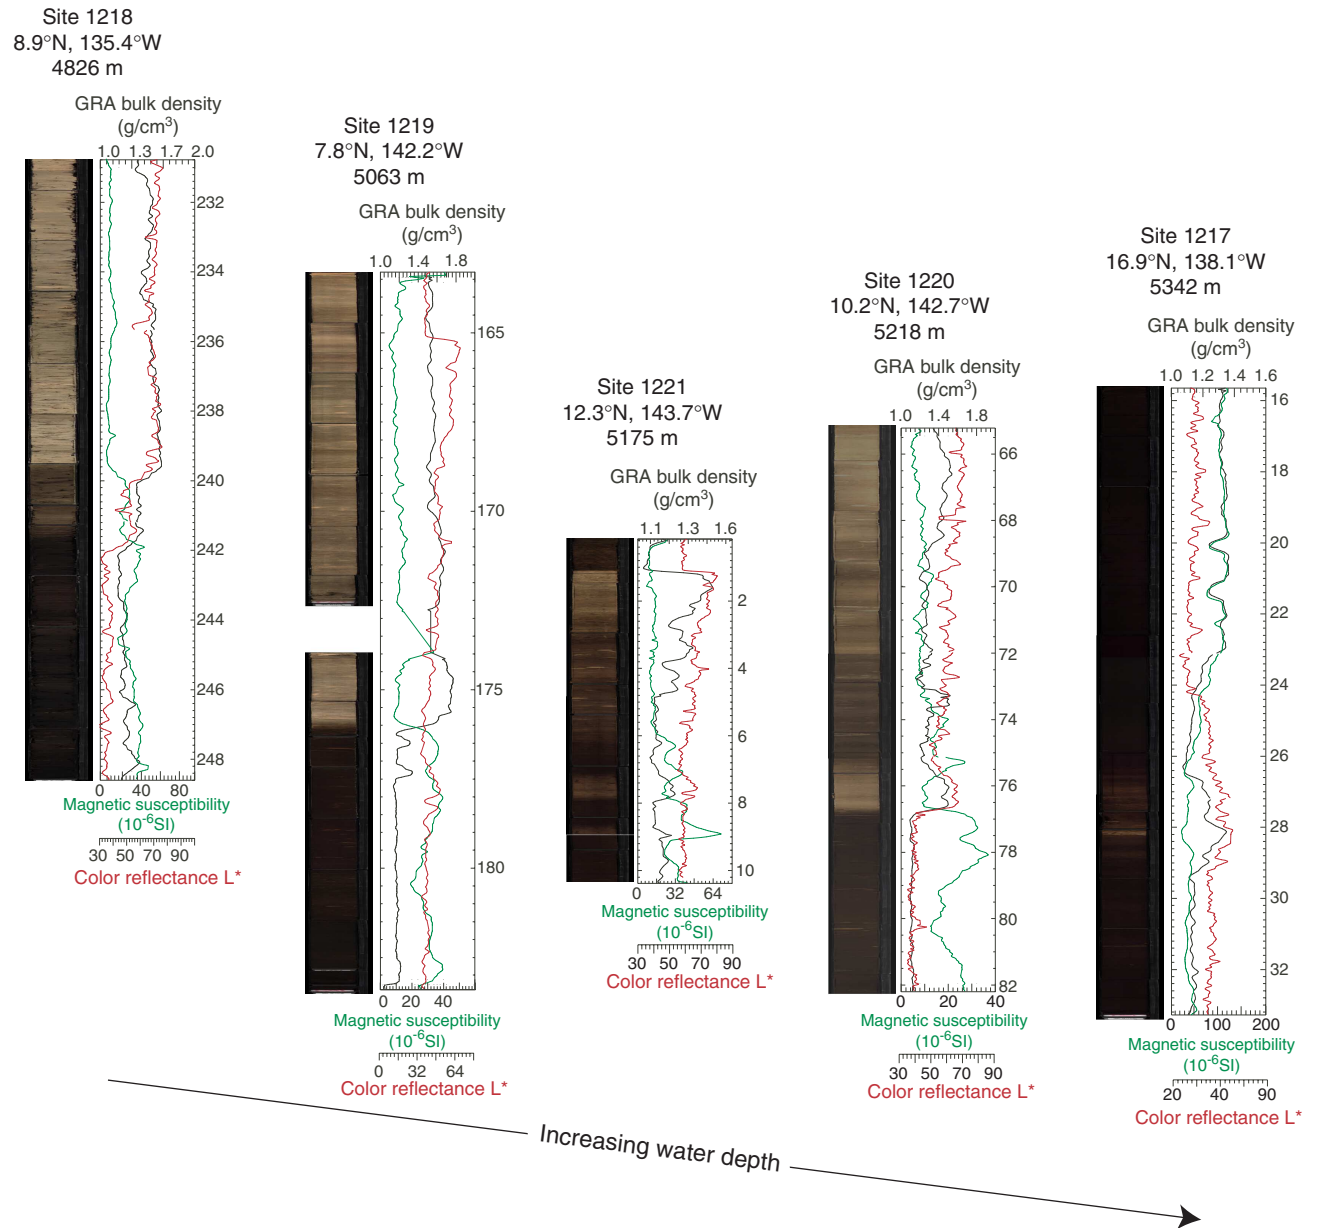 Site 1218
8.9°N, 135.4°W
4826 m
GRA bulk density
(g/cm³)
1.0 1.3 1.7 2.0
232
234
236
238
240
242
244
246
248
0 40 80
Magnetic susceptibility
(10⁻⁶SI)
30 50 70 90
Color reflectance L*
Site 1219
7.8°N, 142.2°W
5063 m
GRA bulk density
(g/cm³)
1.0 1.4 1.8
165
170
175
180
0 20 40
Magnetic susceptibility
(10⁻⁶SI)
0 32 64
Color reflectance L*
Site 1221
12.3°N, 143.7°W
5175 m
GRA bulk density
(g/cm³)
1.1 1.3 1.6
2
4
6
8
10
0 32 64
Magnetic susceptibility
(10⁻⁶SI)
30 50 70 90
Color reflectance L*
Site 1220
10.2°N, 142.7°W
5218 m
GRA bulk density
(g/cm³)
1.0 1.4 1.8
66
68
70
72
74
76
78
80
82
0 20 40
Magnetic susceptibility
(10⁻⁶SI)
30 50 70 90
Color reflectance L*
Site 1217
16.9°N, 138.1°W
5342 m
GRA bulk density
(g/cm³)
1.0 1.2 1.4 1.6
16
18
20
22
24
26
28
30
32
0 100 200
Magnetic susceptibility
(10⁻⁶SI)
20 40 90
Color reflectance L*
Increasing water depth